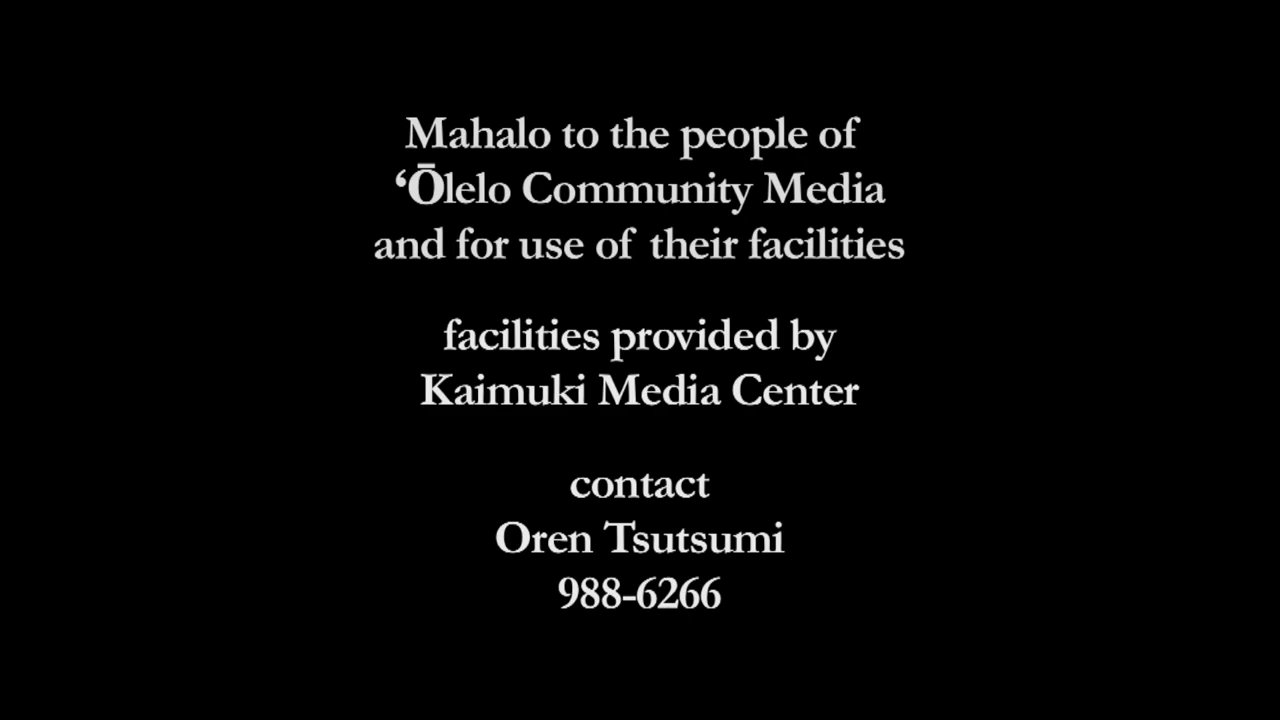 Mahalo to the people of
‘Ōlelo Community Media
and for use of their facilities
facilities provided by
Kaimuki Media Center
contact
Oren Tsutsumi
988-6266